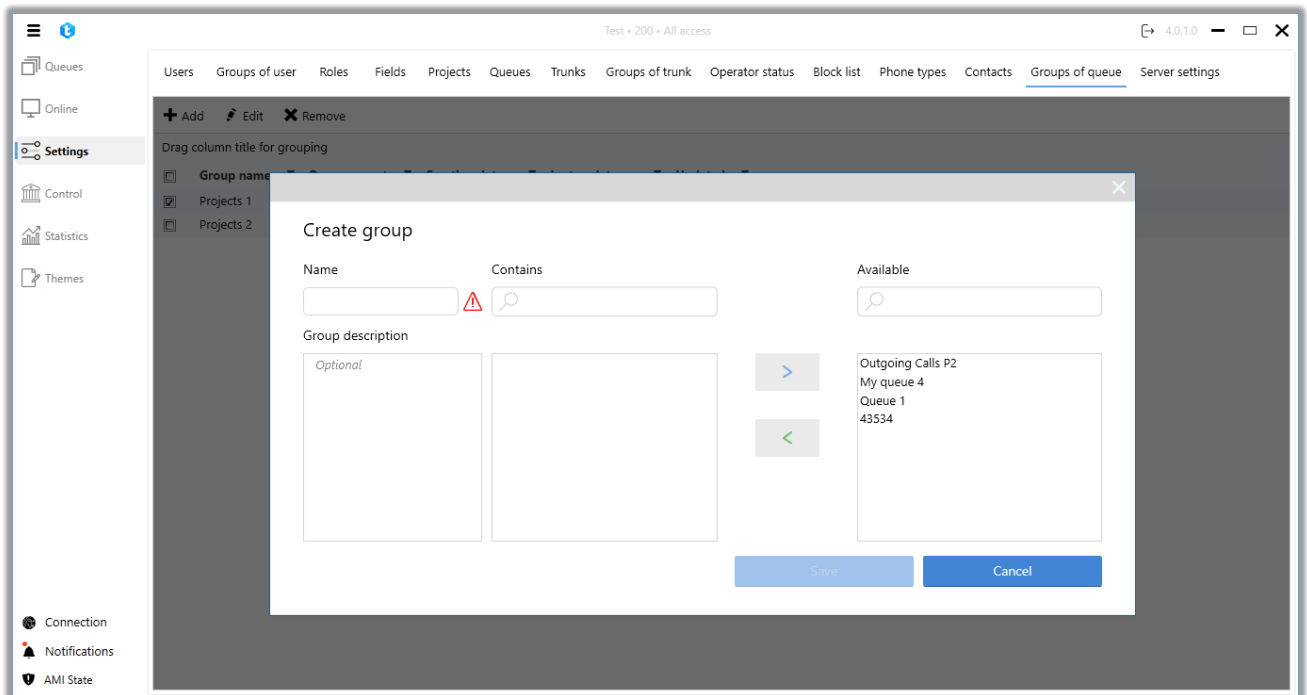 Test • 200 • All access
4.0.1.0
Queues
Online
Settings
Control
Statistics
Themes
Connection
Notifications
AMI State
Users Groups of user Roles Fields Projects Queues Trunks Groups of trunk Operator status Block list Phone types Contacts Groups of queue Server settings
Add Edit Remove
Drag column title for grouping
Group name
Projects 1
Projects 2
Create group
Name Contains Available
Group description
Optional
Outgoing Calls P2
My queue 4
Queue 1
43534
Save Cancel